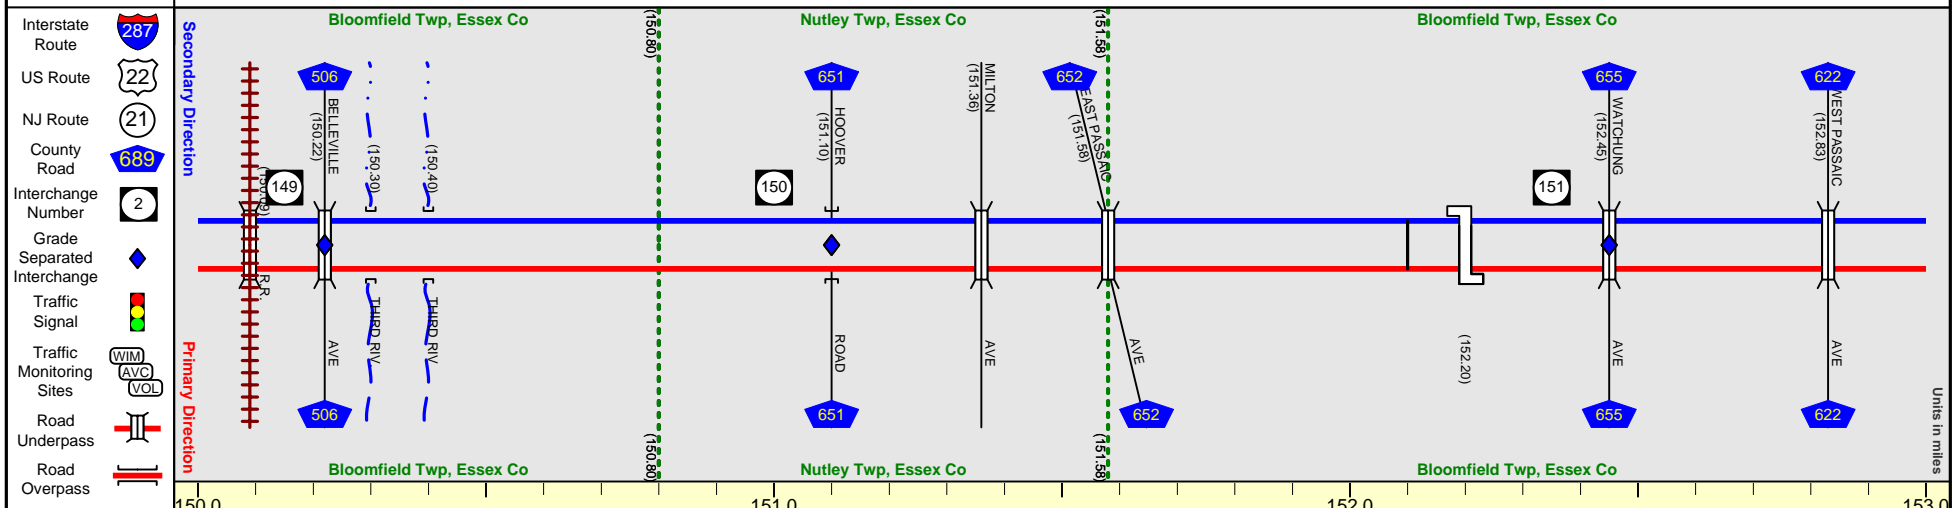 Interstate
Route
287
US Route
22
NJ Route
21
County
Road
689
Interchange
Number
2
Grade
Separated
Interchange
Traffic
Signal
Traffic
Monitoring
Sites
WIM
AVC
VOL
Road
Underpass
Road
Overpass
Secondary Direction
Primary Direction
Bloomfield Twp, Essex Co
(150.80)
Nutley Twp, Essex Co
(151.58)
Bloomfield Twp, Essex Co
506
651
652
655
622
(150.09)
R.R.
149
BELLEVILLE
(150.22)
AVE
(150.30)
THIRD RIV.
(150.40)
THIRD RIV.
150
HOOVER
(151.10)
ROAD
MILTON
(151.36)
AVE
EAST PASSAIC
(151.58)
AVE
(152.20)
151
WATCHUNG
(152.45)
AVE
WEST PASSAIC
(152.83)
AVE
506
651
652
655
622
Bloomfield Twp, Essex Co
(150.80)
Nutley Twp, Essex Co
(151.58)
Bloomfield Twp, Essex Co
Units in miles
150.0
151.0
152.0
153.0